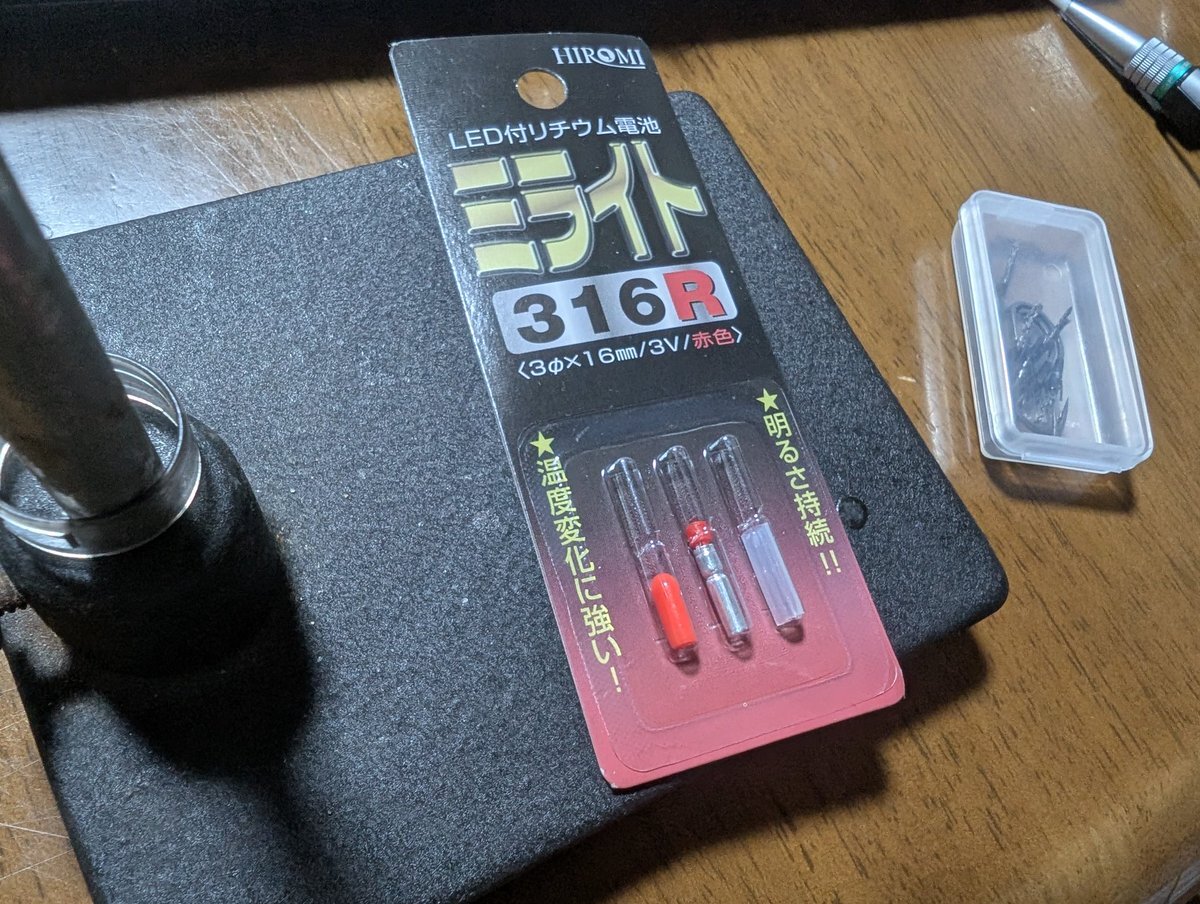 HIROMI
LED付リチウム電池
ミライト
316R
〈3φ×16㎜/3V/赤色〉
★温度変化に強い!
★明るさ持続!!